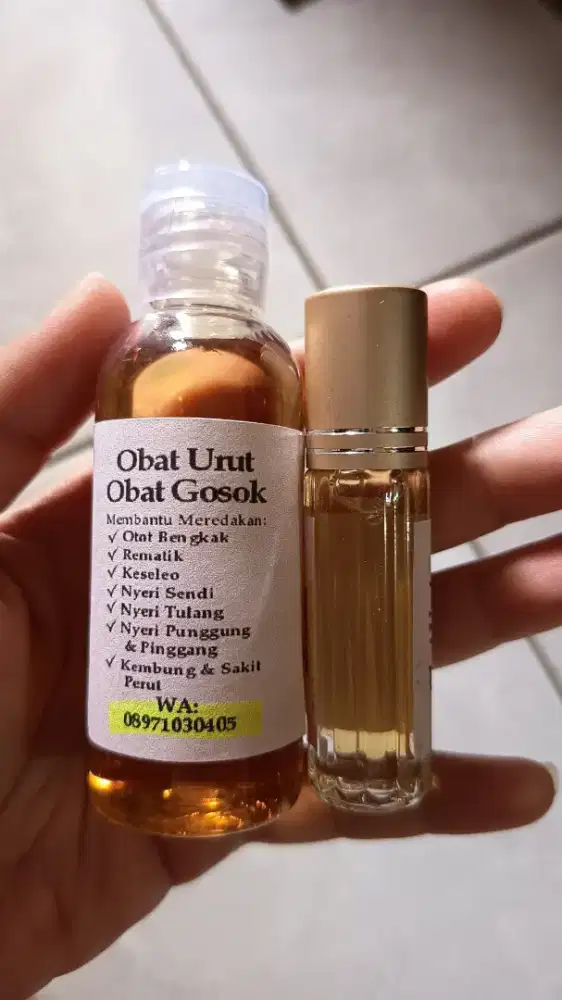 Obat Urut
Obat Gosok
Membantu Meredakan:
✓ Otot Bengkak
✓ Rematik
✓ Keseleo
✓ Nyeri Sendi
✓ Nyeri Tulang
✓ Nyeri Punggung
& Pinggang
✓ Kembung & Sakit
Perut
WA:
08971030405